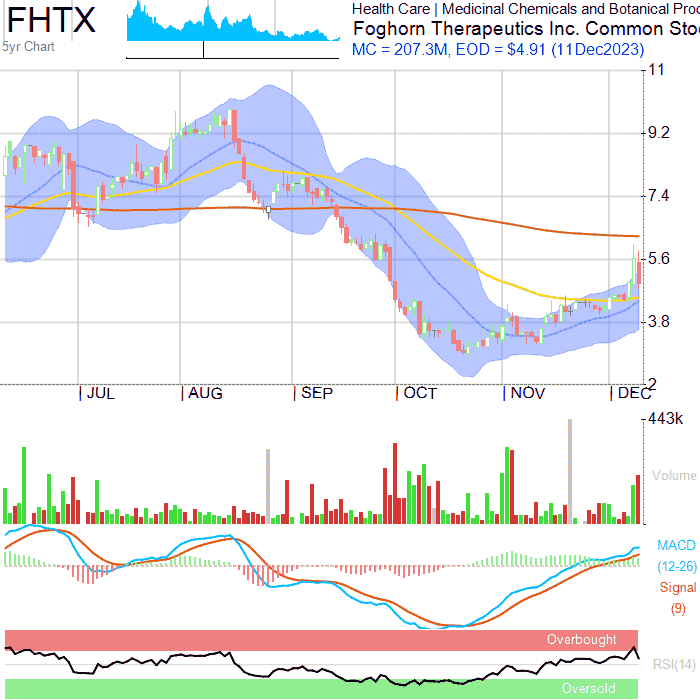 FHTX
5yr Chart
Health Care | Medicinal Chemicals and Botanical Prod
Foghorn Therapeutics Inc. Common Stoc
MC = 207.3M, EOD = $4.91 (11Dec2023)
11
9.2
7.4
5.6
3.8
2
JUL AUG SEP OCT NOV DEC
443k
Volume
MACD
(12-26)
Signal
(9)
Overbought
RSI(14)
Oversold